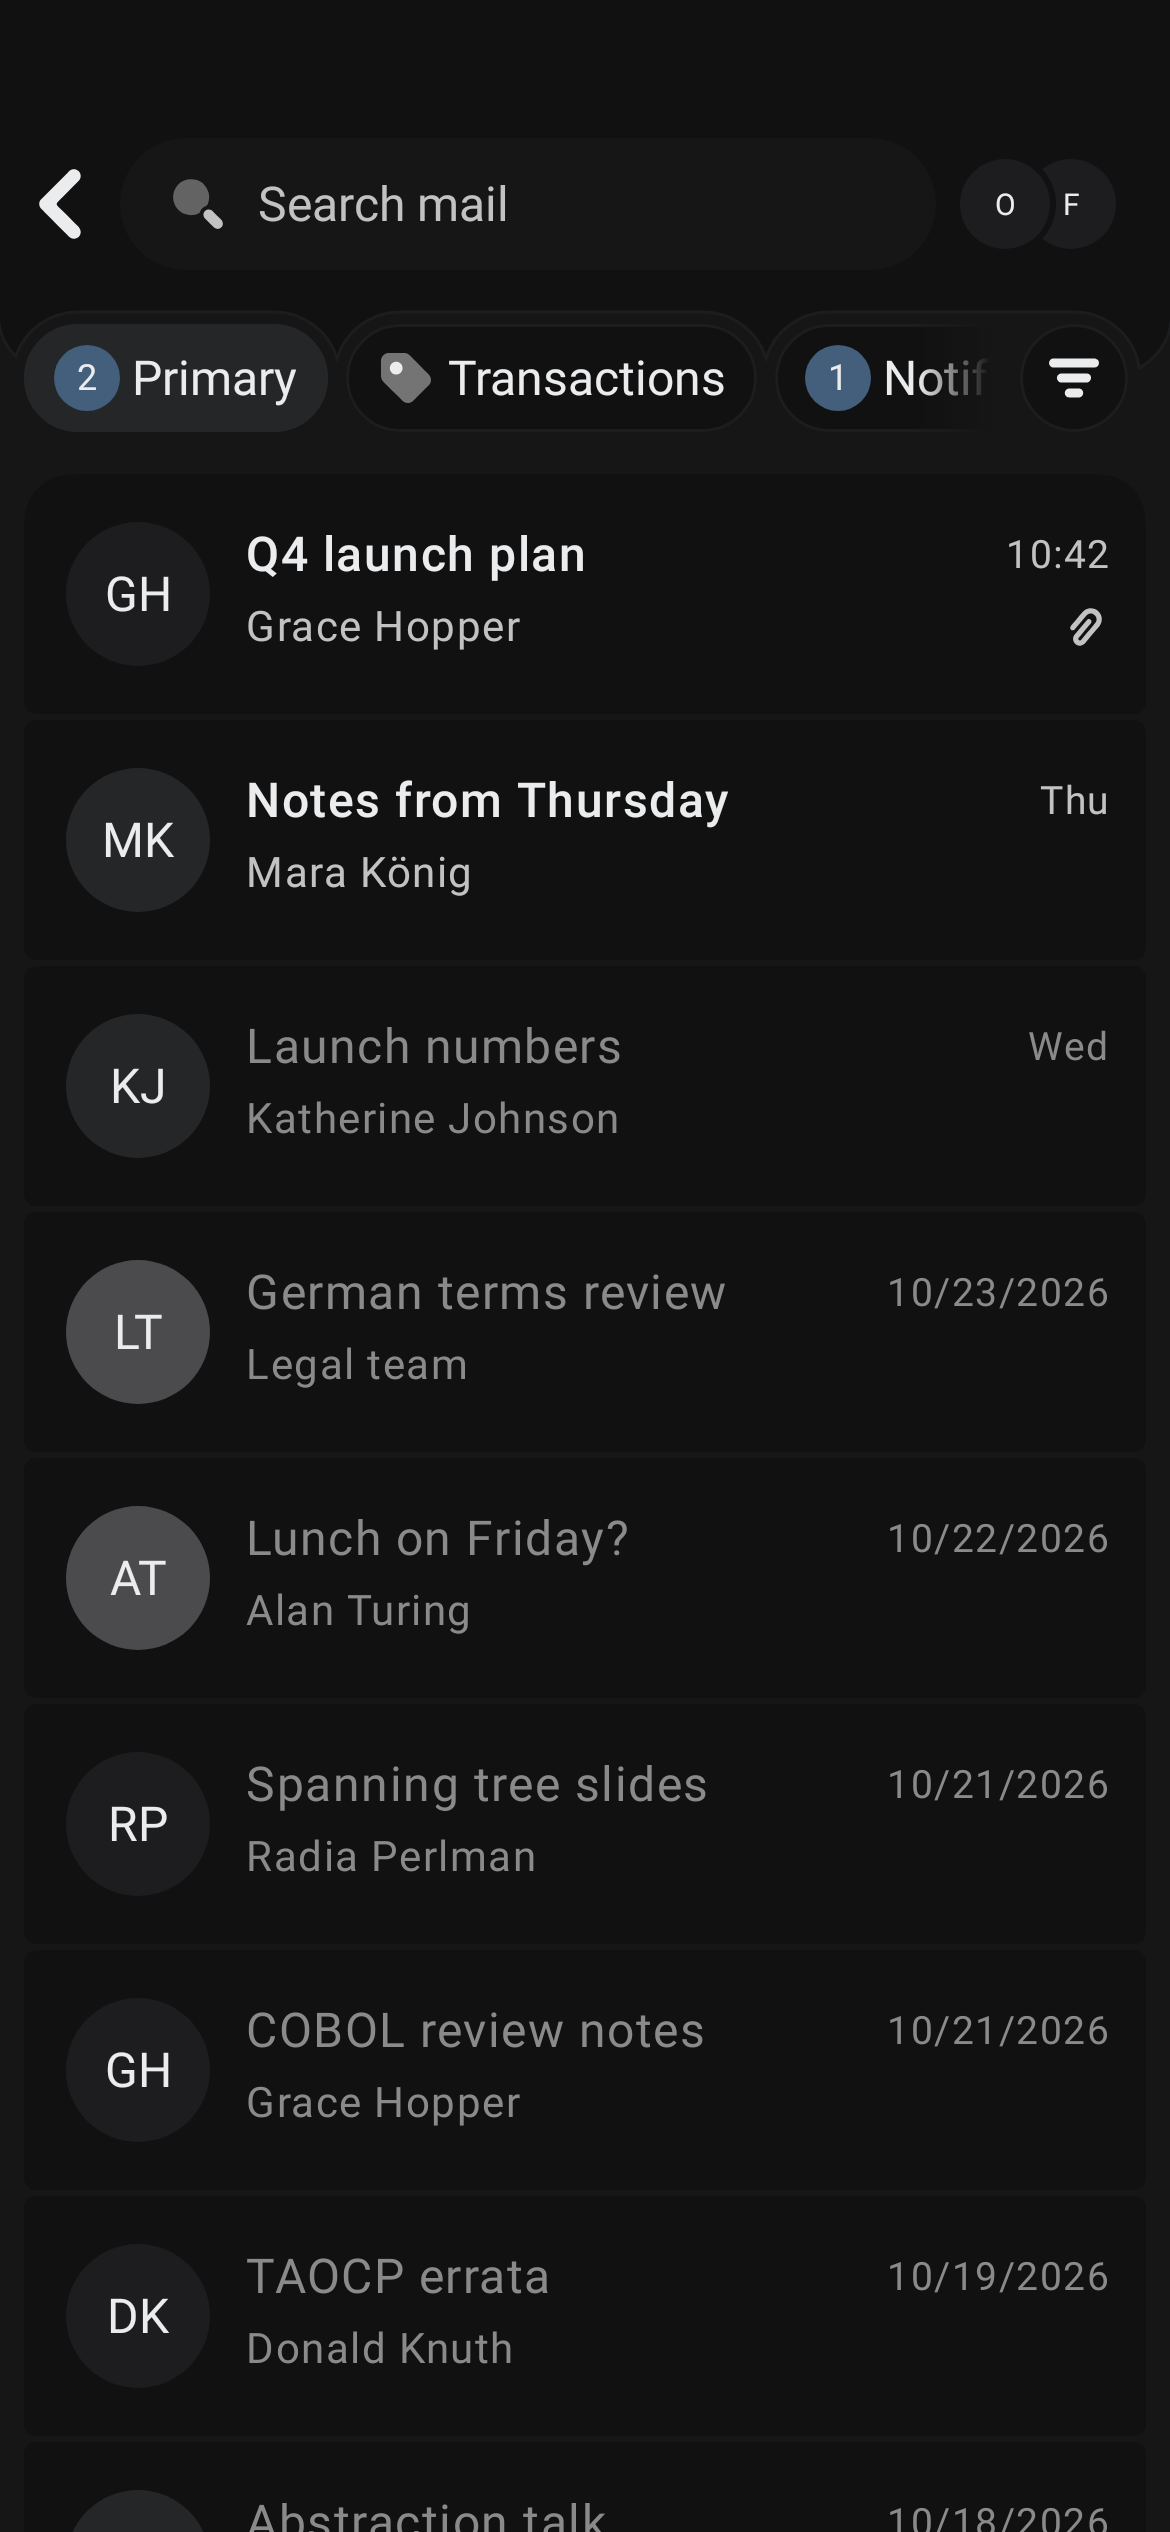 Search mail
O F
2 Primary
Transactions
1 Notif
GH
Q4 launch plan
10:42
Grace Hopper
MK
Notes from Thursday
Thu
Mara König
KJ
Launch numbers
Wed
Katherine Johnson
LT
German terms review
10/23/2026
Legal team
AT
Lunch on Friday?
10/22/2026
Alan Turing
RP
Spanning tree slides
10/21/2026
Radia Perlman
GH
COBOL review notes
10/21/2026
Grace Hopper
DK
TAOCP errata
10/19/2026
Donald Knuth
Abstraction talk
10/18/2026